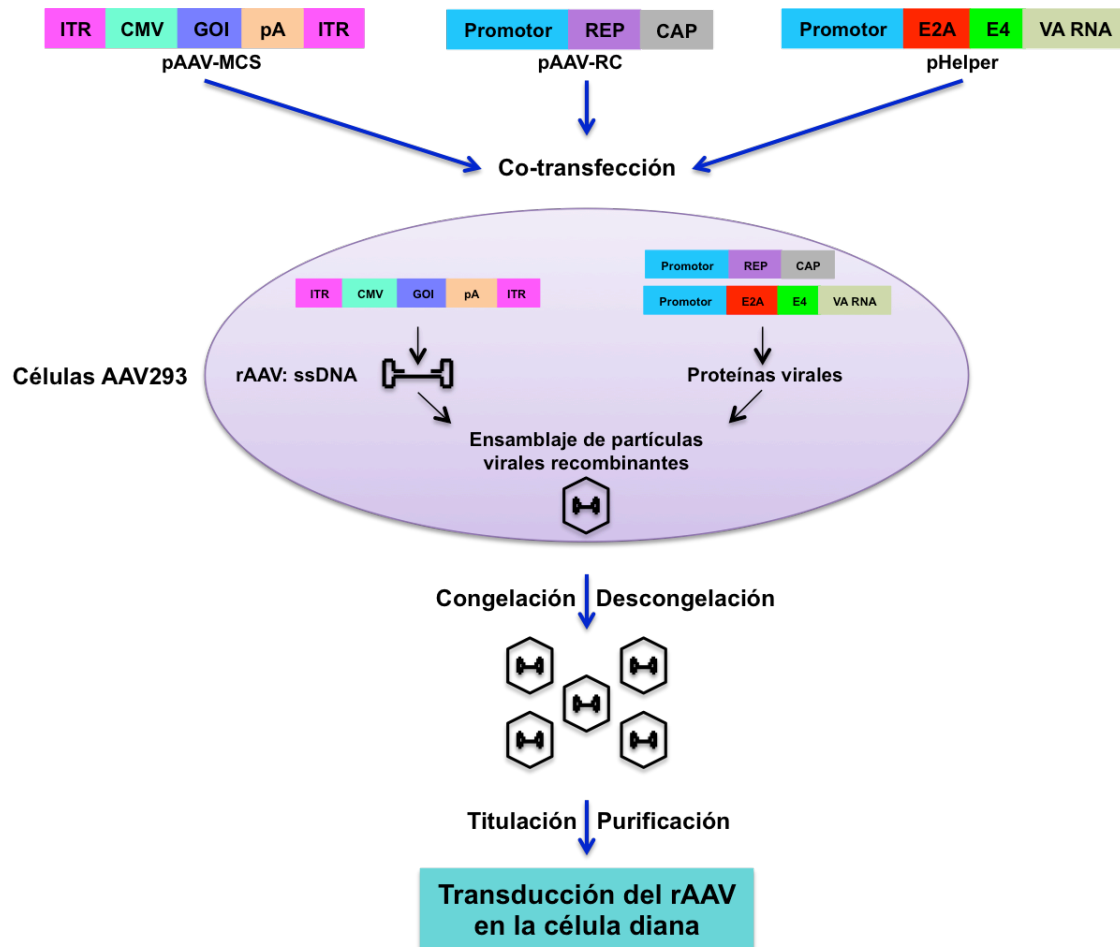 ITR CMV GOI pA ITR
pAAV-MCS
Promotor REP CAP
pAAV-RC
Promotor E2A E4 VA RNA
pHelper
Co-transfección
Promotor REP CAP
ITR CMV GOI pA ITR
Promotor E2A E4 VA RNA
Células AAV293
rAAV: ssDNA
Proteínas virales
Ensamblaje de partículas
virales recombinantes
Congelación Descongelación
Titulación Purificación
Transducción del rAAV
en la célula diana